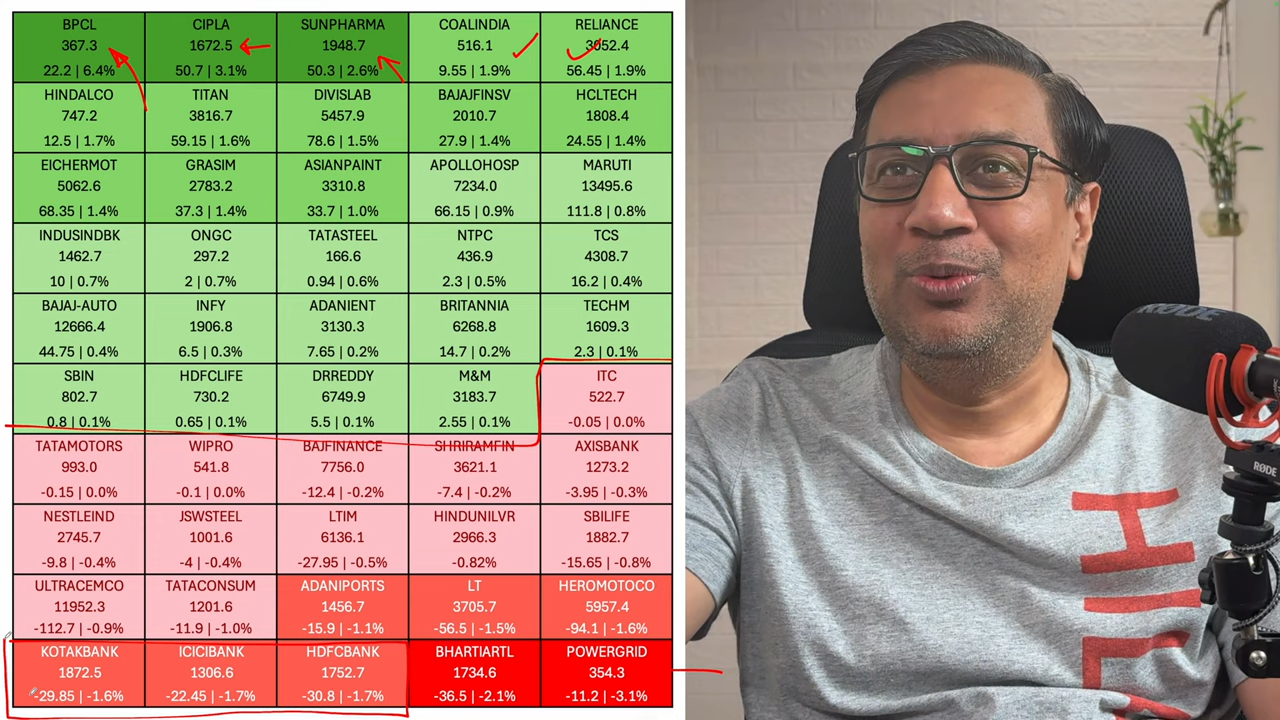 BPCL CIPLA SUNPHARMA COALINDIA RELIANCE
367.3 1672.5 1948.7 516.1 3052.4
22.2 | 6.4% 50.7 | 3.1% 50.3 | 2.6% 9.55 | 1.9% 56.45 | 1.9%
HINDALCO TITAN DIVISLAB BAJAJFINSV HCLTECH
747.2 3816.7 5457.9 2010.7 1808.4
12.5 | 1.7% 59.15 | 1.6% 78.6 | 1.5% 27.9 | 1.4% 24.55 | 1.4%
EICHERMOT GRASIM ASIANPAINT APOLLOHOSP MARUTI
5062.6 2783.2 3310.8 7234.0 13495.6
68.35 | 1.4% 37.3 | 1.4% 33.7 | 1.0% 66.15 | 0.9% 111.8 | 0.8%
INDUSINDBK ONGC TATASTEEL NTPC TCS
1462.7 297.2 166.6 436.9 4308.7
10 | 0.7% 2 | 0.7% 0.94 | 0.6% 2.3 | 0.5% 16.2 | 0.4%
BAJAJ-AUTO INFY ADANIENT BRITANNIA TECHM
12666.4 1906.8 3130.3 6268.8 1609.3
44.75 | 0.4% 6.5 | 0.3% 7.65 | 0.2% 14.7 | 0.2% 2.3 | 0.1%
SBIN HDFCLIFE DRREDDY M&M ITC
802.7 730.2 6749.9 3183.7 522.7
0.8 | 0.1% 0.65 | 0.1% 5.5 | 0.1% 2.55 | 0.1% -0.05 | 0.0%
TATAMOTORS WIPRO BAJFINANCE SHRIRAMFIN AXISBANK
993.0 541.8 7756.0 3621.1 1273.2
-0.15 | 0.0% -0.1 | 0.0% -12.4 | -0.2% -7.4 | -0.2% -3.95 | -0.3%
NESTLEIND JSWSTEEL LTIM HINDUNILVR SBILIFE
2745.7 1001.6 6136.1 2966.3 1882.7
-9.8 | -0.4% -4 | -0.4% -27.95 | -0.5% -0.82% -15.65 | -0.8%
ULTRACEMCO TATACONSUM ADANIPORTS LT HEROMOTOCO
11952.3 1201.6 1456.7 3705.7 5957.4
-112.7 | -0.9% -11.9 | -1.0% -15.9 | -1.1% -56.5 | -1.5% -94.1 | -1.6%
KOTAKBANK ICICIBANK HDFCBANK BHARTIARTL POWERGRID
1872.5 1306.6 1752.7 1734.6 354.3
-29.85 | -1.6% -22.45 | -1.7% -30.8 | -1.7% -36.5 | -2.1% -11.2 | -3.1%
RØDE
RØDE